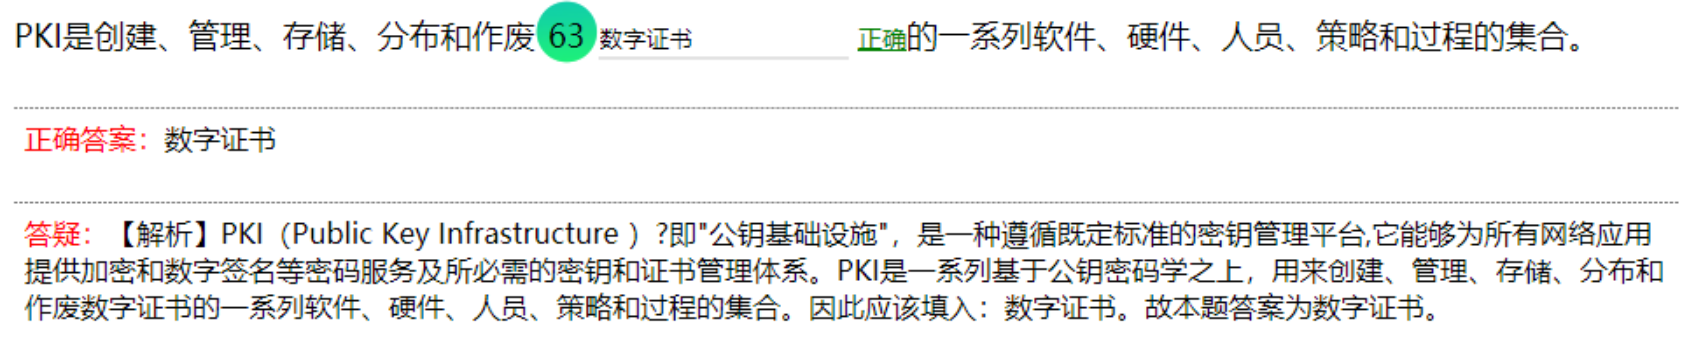 PKI是创建、管理、存储、分布和作废 63 数字证书 正确的一系列软件、硬件、人员、策略和过程的集合。
正确答案：数字证书
答疑：【解析】PKI（Public Key Infrastructure ）?即"公钥基础设施"，是一种遵循既定标准的密钥管理平台,它能够为所有网络应用
提供加密和数字签名等密码服务及所必需的密钥和证书管理体系。PKI是一系列基于公钥密码学之上，用来创建、管理、存储、分布和
作废数字证书的一系列软件、硬件、人员、策略和过程的集合。因此应该填入：数字证书。故本题答案为数字证书。